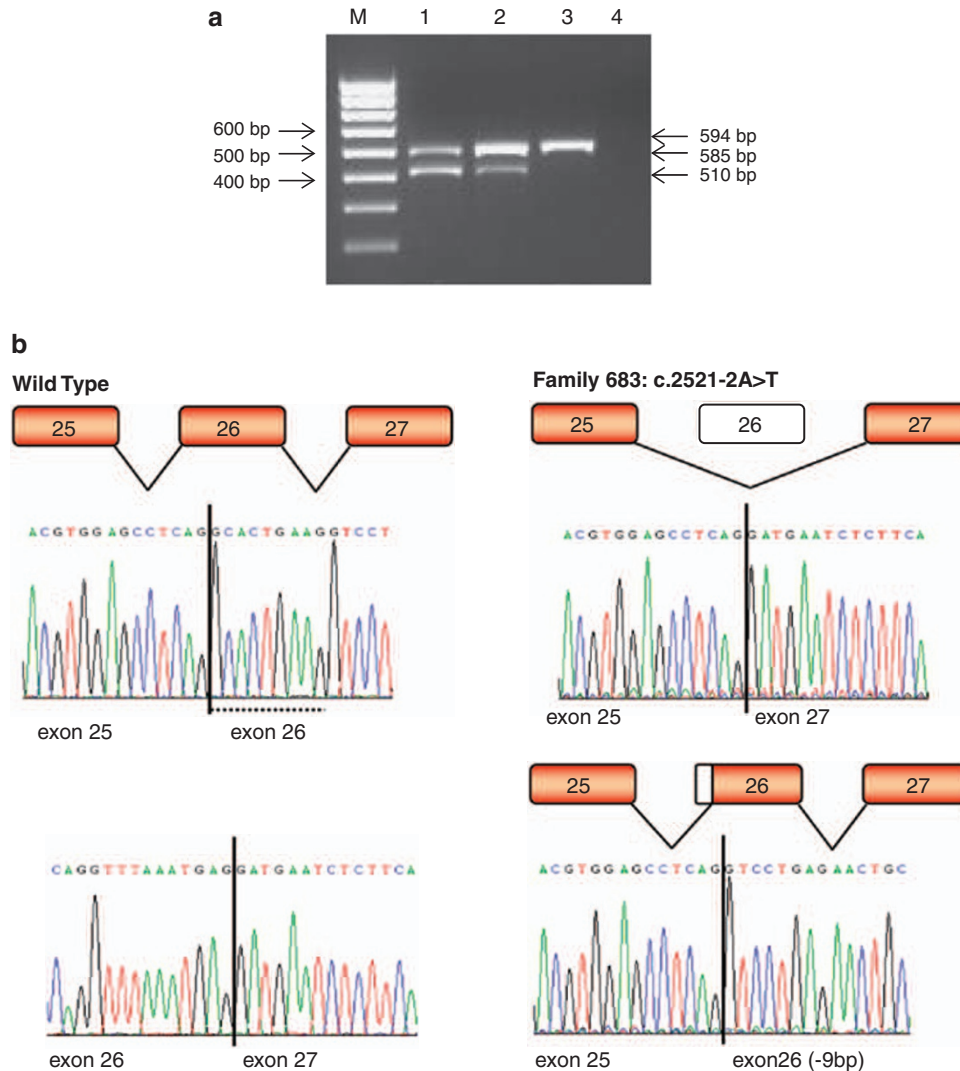 a
M 1 2 3 4
600 bp
500 bp
400 bp
594 bp
585 bp
510 bp
b
Wild Type
25 26 27
ACGTGGAGCCTCAGGCACTGAAGGTCCT
exon 25 exon 26
CAGGTTTAAATGAGGATGAATCTCTTCA
exon 26 exon 27
Family 683: c.2521-2A>T
25 26 27
ACGTGGAGCCTCAGGATGAATCTCTTCA
exon 25 exon 27
25 26 27
ACGTGGAGCCTCAGGTCCTGAGAACTGC
exon 25 exon26 (-9bp)